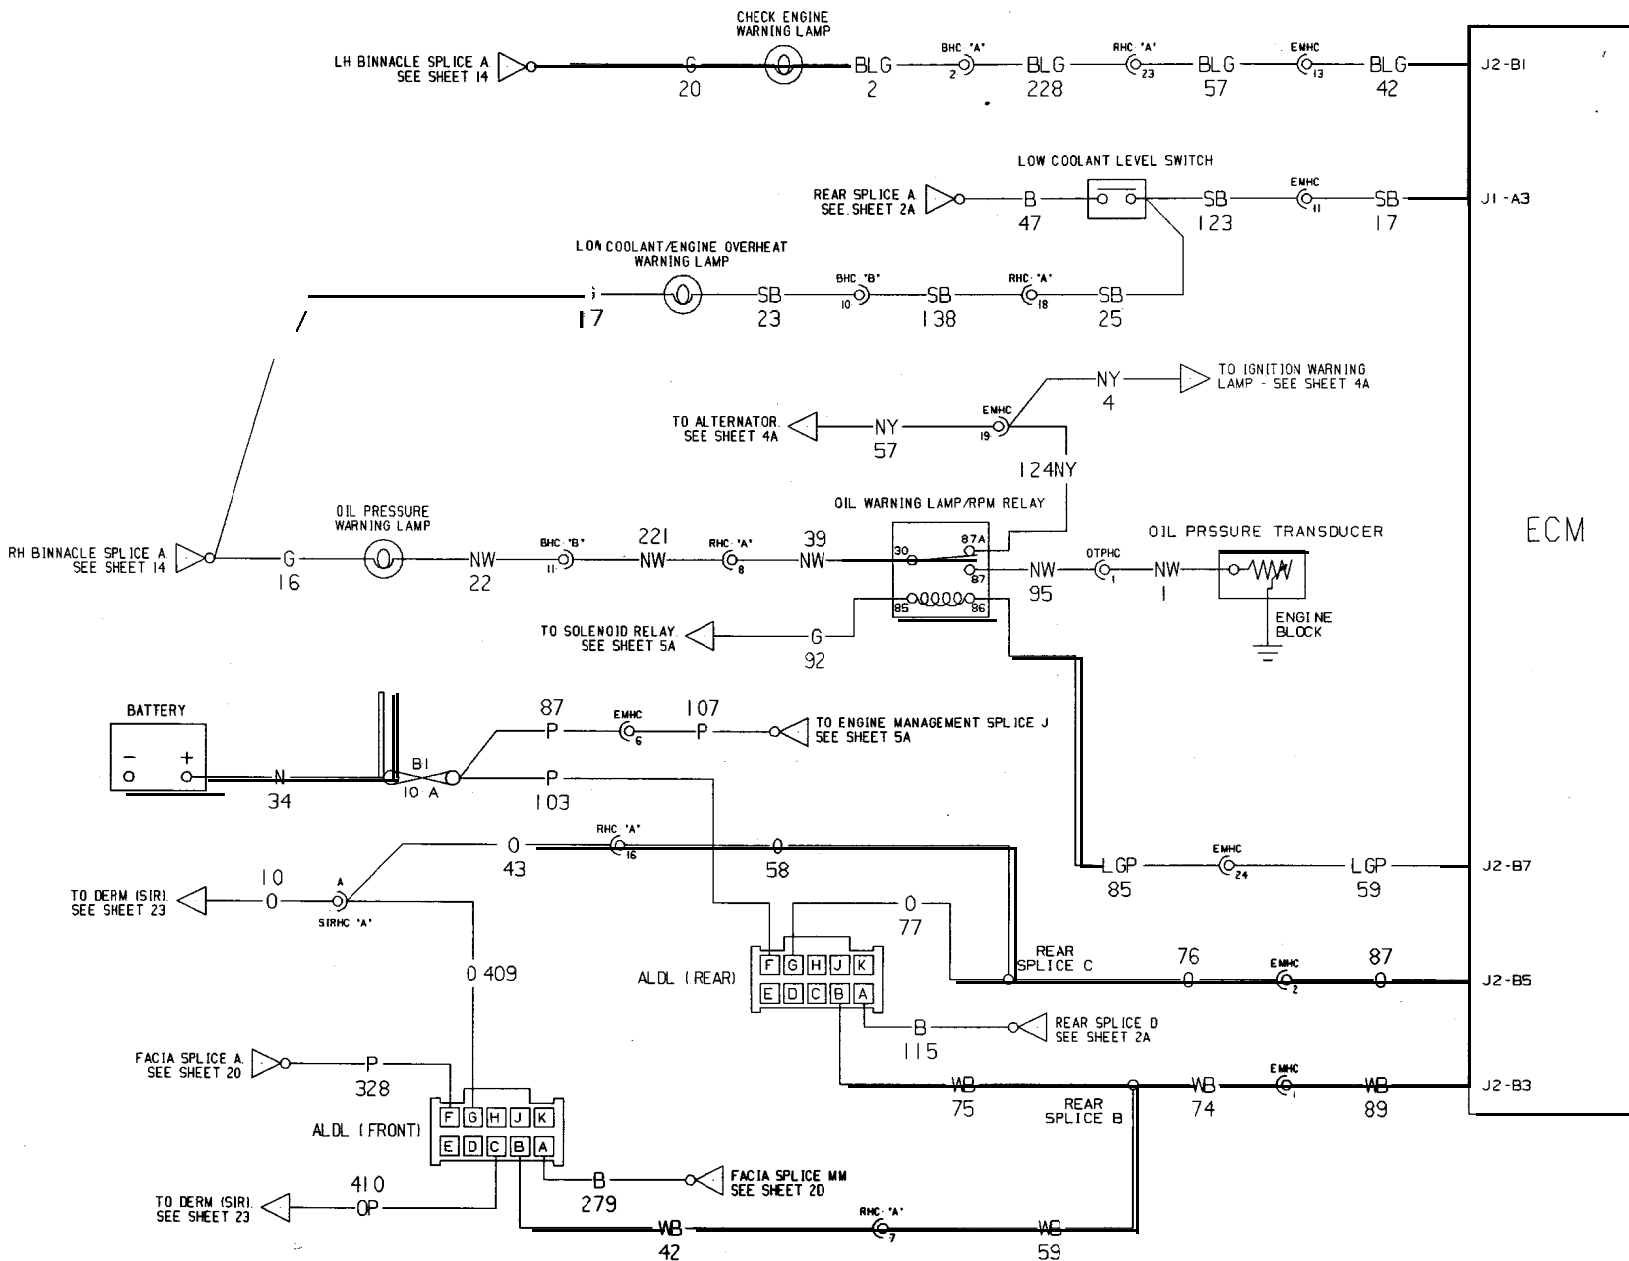 CHECK ENGINE
WARNING LAMP
LH BINNACLE SPLICE A
SEE SHEET 14
G
20
BLG
2
BHC "A"
2
BLG
228
RHC "A"
23
BLG
57
EMHC
13
BLG
42
J2-B1
LOW COOLANT LEVEL SWITCH
REAR SPLICE A
SEE SHEET 2A
B
47
SB
123
EMHC
11
SB
17
J1-A3
LOW COOLANT/ENGINE OVERHEAT
WARNING LAMP
17
SB
23
BHC "B"
10
SB
138
RHC "A"
18
SB
25
NY
4
TO IGNITION WARNING
LAMP - SEE SHEET 4A
TO ALTERNATOR
SEE SHEET 4A
NY
57
EMHC
19
124NY
OIL WARNING LAMP/RPM RELAY
OIL PRESSURE
WARNING LAMP
RH BINNACLE SPLICE A
SEE SHEET 14
G
16
NW
22
BHC "B"
11
221
NW
RHC "A"
8
39
NW
30
87A
87
85
86
NW
95
OTPHC
1
NW
1
OIL PRSSURE TRANSDUCER
ENGINE
BLOCK
ECM
TO SOLENOID RELAY
SEE SHEET 5A
G
92
BATTERY
-
+
N
34
B1
10 A
87
P
EMHC
6
107
P
TO ENGINE MANAGEMENT SPLICE J
SEE SHEET 5A
P
103
O
43
RHC "A"
16
O
58
LGP
85
EMHC
24
LGP
59
J2-B7
TO DERM (SIR)
SEE SHEET 23
10
O
A
SIRHC "A"
O 409
O
77
ALDL (REAR)
F G H J K
E D C B A
REAR
SPLICE C
76
O
EMHC
2
87
O
J2-B5
B
115
REAR SPLICE D
SEE SHEET 2A
FACIA SPLICE A
SEE SHEET 20
P
328
WB
75
REAR
SPLICE B
WB
74
EMHC
1
WB
89
J2-B3
ALDL (FRONT)
F G H J K
E D C B A
B
279
FACIA SPLICE MM
SEE SHEET 2D
TO DERM (SIR)
SEE SHEET 23
410
OP
WB
42
RHC "A"
7
WB
59